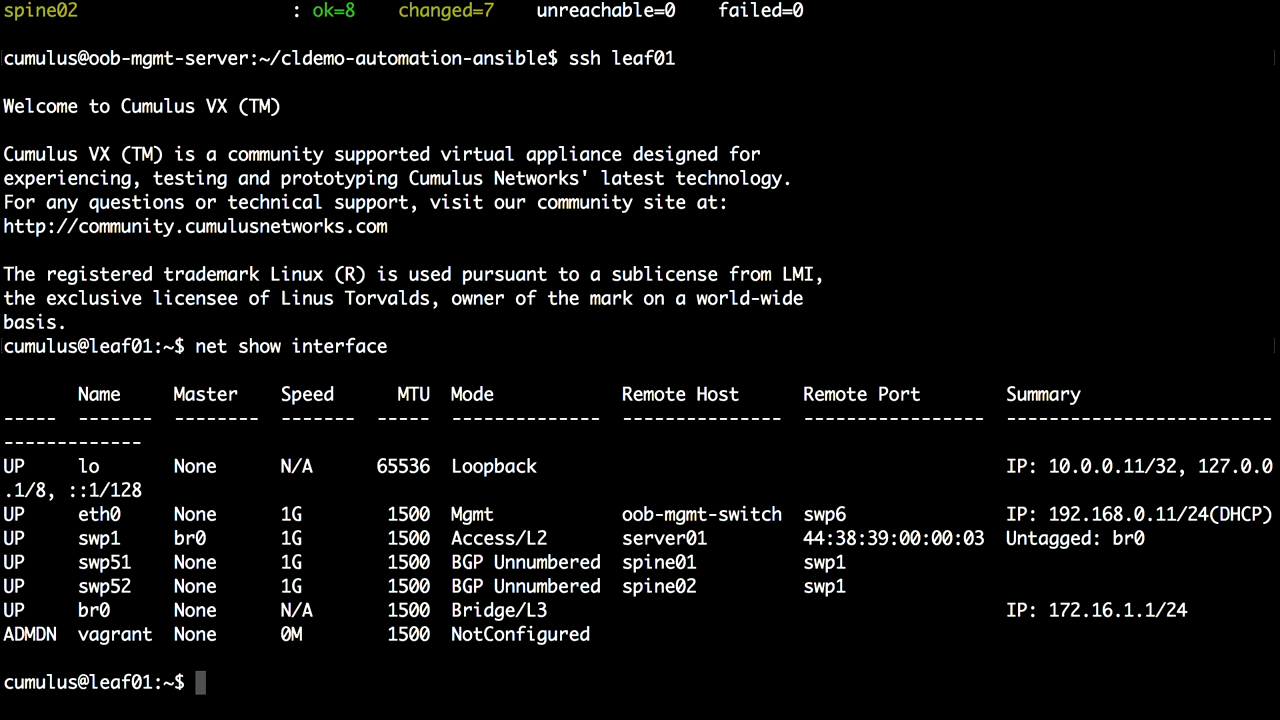 spine02                    : ok=8    changed=7    unreachable=0    failed=0
cumulus@oob-mgmt-server:~/cldemo-automation-ansible$ ssh leaf01
Welcome to Cumulus VX (TM)
Cumulus VX (TM) is a community supported virtual appliance designed for
experiencing, testing and prototyping Cumulus Networks' latest technology.
For any questions or technical support, visit our community site at:
http://community.cumulusnetworks.com
The registered trademark Linux (R) is used pursuant to a sublicense from LMI,
the exclusive licensee of Linus Torvalds, owner of the mark on a world-wide
basis.
cumulus@leaf01:~$ net show interface
       Name     Master    Speed      MTU  Mode            Remote Host      Remote Port        Summary
-----  -------  --------  -------  -----  --------------  ---------------  -----------------  -------------------------
-------------
UP     lo       None      N/A      65536  Loopback                                            IP: 10.0.0.11/32, 127.0.0
.1/8, ::1/128
UP     eth0     None      1G        1500  Mgmt            oob-mgmt-switch  swp6               IP: 192.168.0.11/24(DHCP)
UP     swp1     br0       1G        1500  Access/L2       server01         44:38:39:00:00:03  Untagged: br0
UP     swp51    None      1G        1500  BGP Unnumbered  spine01          swp1
UP     swp52    None      1G        1500  BGP Unnumbered  spine02          swp1
UP     br0      None      N/A       1500  Bridge/L3                                           IP: 172.16.1.1/24
ADMDN  vagrant  None      0M        1500  NotConfigured
cumulus@leaf01:~$